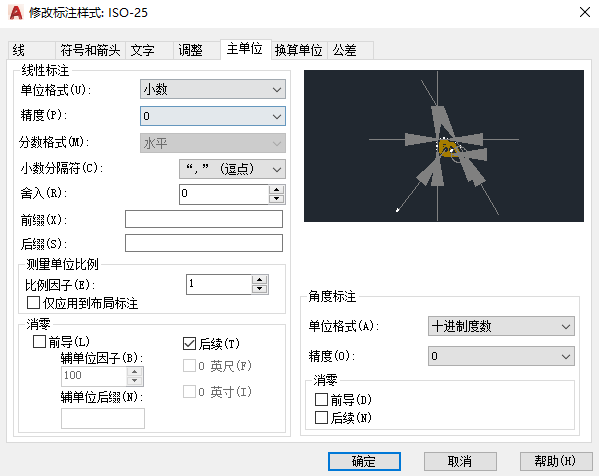 A 修改标注样式: ISO-25
线 符号和箭头 文字 调整 主单位 换算单位 公差
线性标注
单位格式(U): 小数
精度(P): 0
分数格式(M): 水平
小数分隔符(C): “,”(逗点)
舍入(R): 0
前缀(X):
后缀(S):
测量单位比例
比例因子(E): 1
仅应用到布局标注
消零
前导(L) 后续(T)
辅单位因子(B): 0 英尺(F)
100 0 英寸(I)
辅单位后缀(N):
角度标注
单位格式(A): 十进制度数
精度(O): 0
消零
前导(D)
后续(N)
确定 取消 帮助(H)